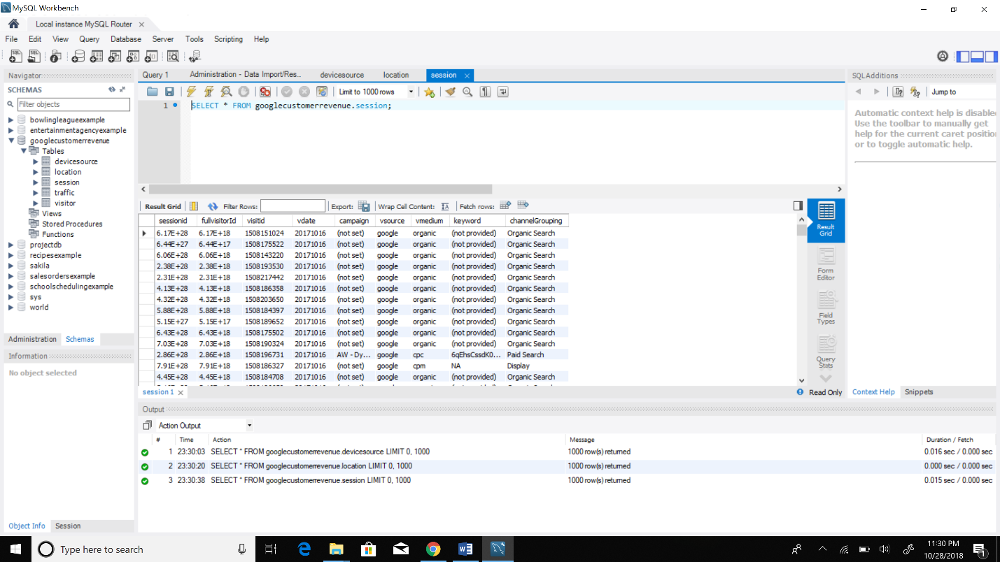 MySQL Workbench
Local instance MySQL Router
File Edit View Query Database Server Tools Scripting Help
Navigator
SCHEMAS
Filter objects
bowlingleagueexample
entertainmentagencyexample
googlecustomerrevenue
Tables
devicesource
location
session
traffic
visitor
Views
Stored Procedures
Functions
projectdb
recipesexample
sakila
salesordersexample
schoolschedulingexample
sys
world
Administration Schemas
Information
No object selected
Object Info Session
Query 1 Administration - Data Import/Res... devicesource location session
Limit to 1000 rows
1 SELECT * FROM googlecustomerrevenue.session;
Result Grid Filter Rows: Export: Wrap Cell Content: Fetch rows:
sessionid fullvisitorId visitid vdate campaign vsource vmedium keyword channelGrouping
6.17E+28 6.17E+18 1508151024 20171016 (not set) google organic (not provided) Organic Search
6.44E+27 6.44E+17 1508175522 20171016 (not set) google organic (not provided) Organic Search
6.06E+28 6.06E+18 1508143220 20171016 (not set) google organic (not provided) Organic Search
2.38E+28 2.38E+18 1508193530 20171016 (not set) google organic (not provided) Organic Search
2.31E+28 2.31E+18 1508217442 20171016 (not set) google organic (not provided) Organic Search
4.13E+28 4.13E+18 1508186358 20171016 (not set) google organic (not provided) Organic Search
4.32E+28 4.32E+18 1508203650 20171016 (not set) google organic (not provided) Organic Search
5.88E+28 5.88E+18 1508184397 20171016 (not set) google organic (not provided) Organic Search
5.15E+27 5.15E+17 1508189652 20171016 (not set) google organic (not provided) Organic Search
6.43E+28 6.43E+18 1508175502 20171016 (not set) google organic (not provided) Organic Search
7.03E+28 7.03E+18 1508190324 20171016 (not set) google organic (not provided) Organic Search
2.86E+28 2.86E+18 1508196731 20171016 AW - Dy... google cpc 6qEhsCssdK0... Paid Search
7.91E+28 7.91E+18 1508186327 20171016 (not set) google cpm NA Display
4.45E+28 4.45E+18 1508184708 20171016 (not set) google organic (not provided) Organic Search
Result Grid
Form Editor
Field Types
Query Stats
session 1
Read Only
SQLAdditions
Jump to
Automatic context help is disable
Use the toolbar to manually get
help for the current caret position
or to toggle automatic help.
Context Help Snippets
Output
Action Output
# Time Action Message Duration / Fetch
1 23:30:03 SELECT * FROM googlecustomerrevenue.devicesource LIMIT 0, 1000 1000 row(s) returned 0.016 sec / 0.000 sec
2 23:30:20 SELECT * FROM googlecustomerrevenue.location LIMIT 0, 1000 1000 row(s) returned 0.000 sec / 0.000 sec
3 23:30:38 SELECT * FROM googlecustomerrevenue.session LIMIT 0, 1000 1000 row(s) returned 0.015 sec / 0.000 sec
Type here to search
11:30 PM
10/28/2018
1